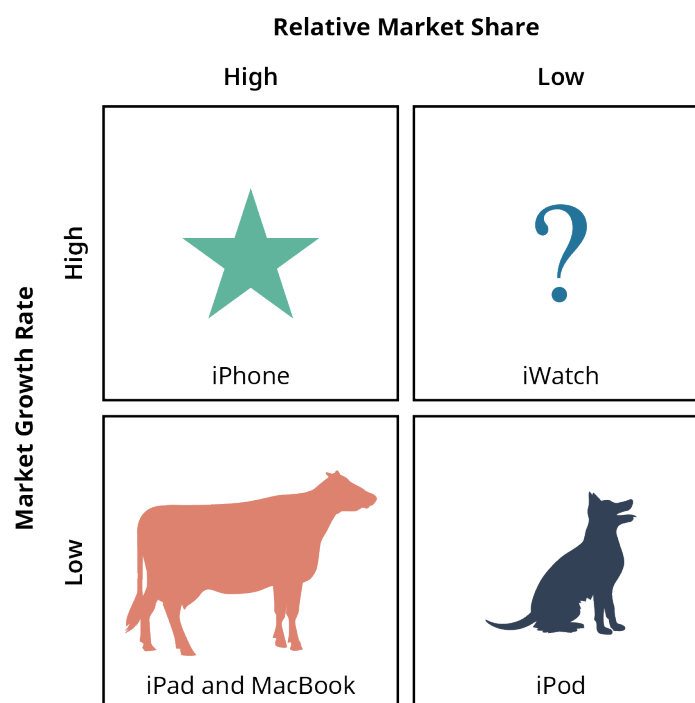 Relative Market Share
High
Low
Market Growth Rate
High
?
iPhone
iWatch
Low
iPad and MacBook
iPod